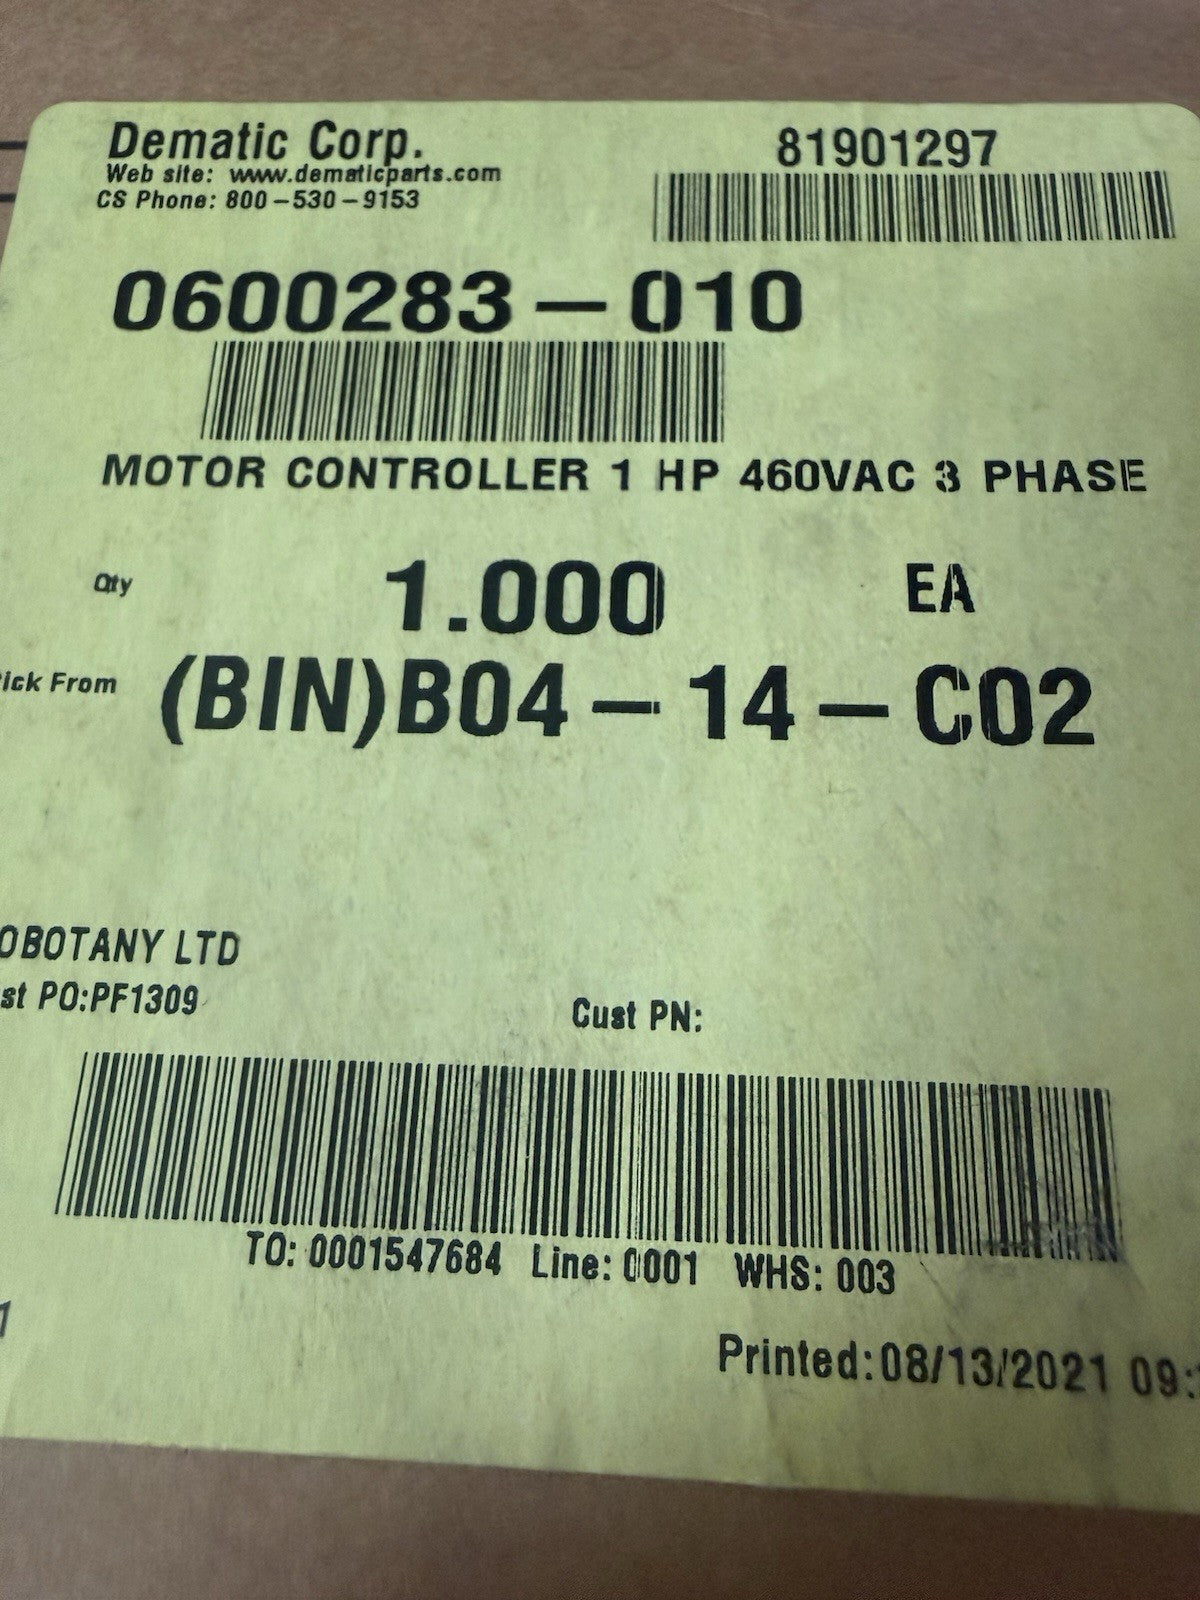 Dematic Corp.
81901297
Web site: www.dematicparts.com
CS Phone: 800-530-9153
0600283-010
MOTOR CONTROLLER 1 HP 460VAC 3 PHASE
Qty 1.000 EA
ick From (BIN)B04-14-C02
OBOTANY LTD
st PO:PF1309
Cust PN:
TO: 0001547684 Line: 0001 WHS: 003
1
Printed:08/13/2021 09: